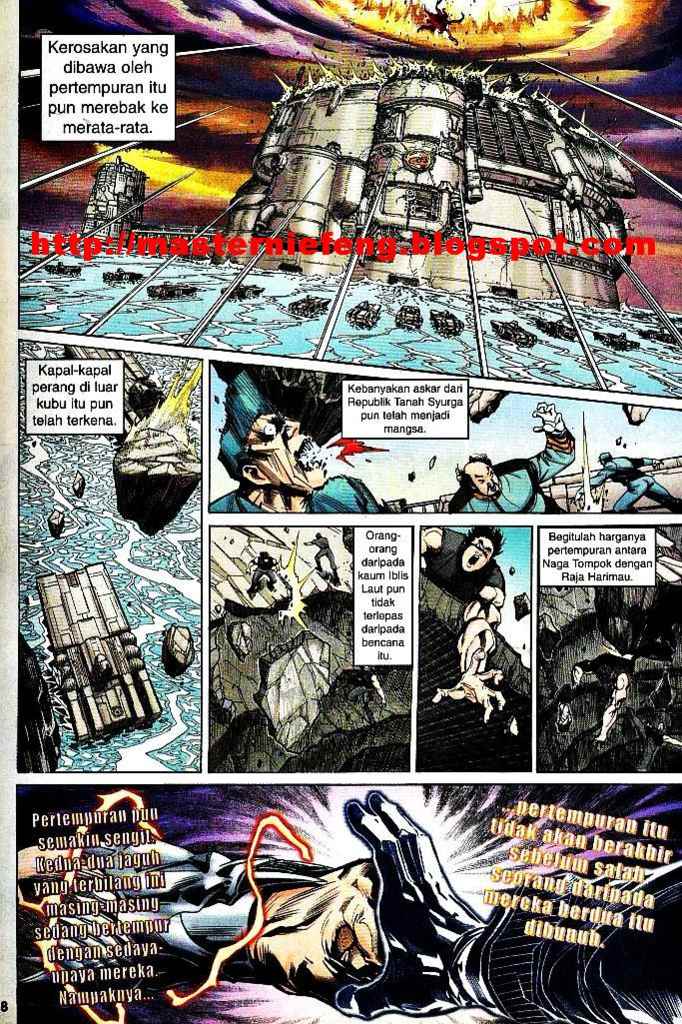 Kerosakan yang
dibawa oleh
pertempuran itu
pun merebak ke
merata-rata.
http://masterniefeng.blogspot.com
Kapal-kapal
perang di luar
kubu itu pun
telah terkena.
Kebanyakan askar dari
Republik Tanah Syurga
pun telah menjadi
mangsa.
Orang-
orang
daripada
kaum Iblis
Laut pun
tidak
terlepas
daripada
bencana
itu.
Begitulah harganya
pertempuran antara
Naga Tompok dengan
Raja Harimau.
Pertempuran pun
semakin sengit.
Kedua-dua jaguh
yang terbilang ini
masing-masing
sedang bertempur
dengan sedaya-
upaya mereka.
Nampaknya...
...pertempuran itu
tidak akan berakhir
sebelum salah
seorang daripada
mereka berdua itu
dibunuh.
8